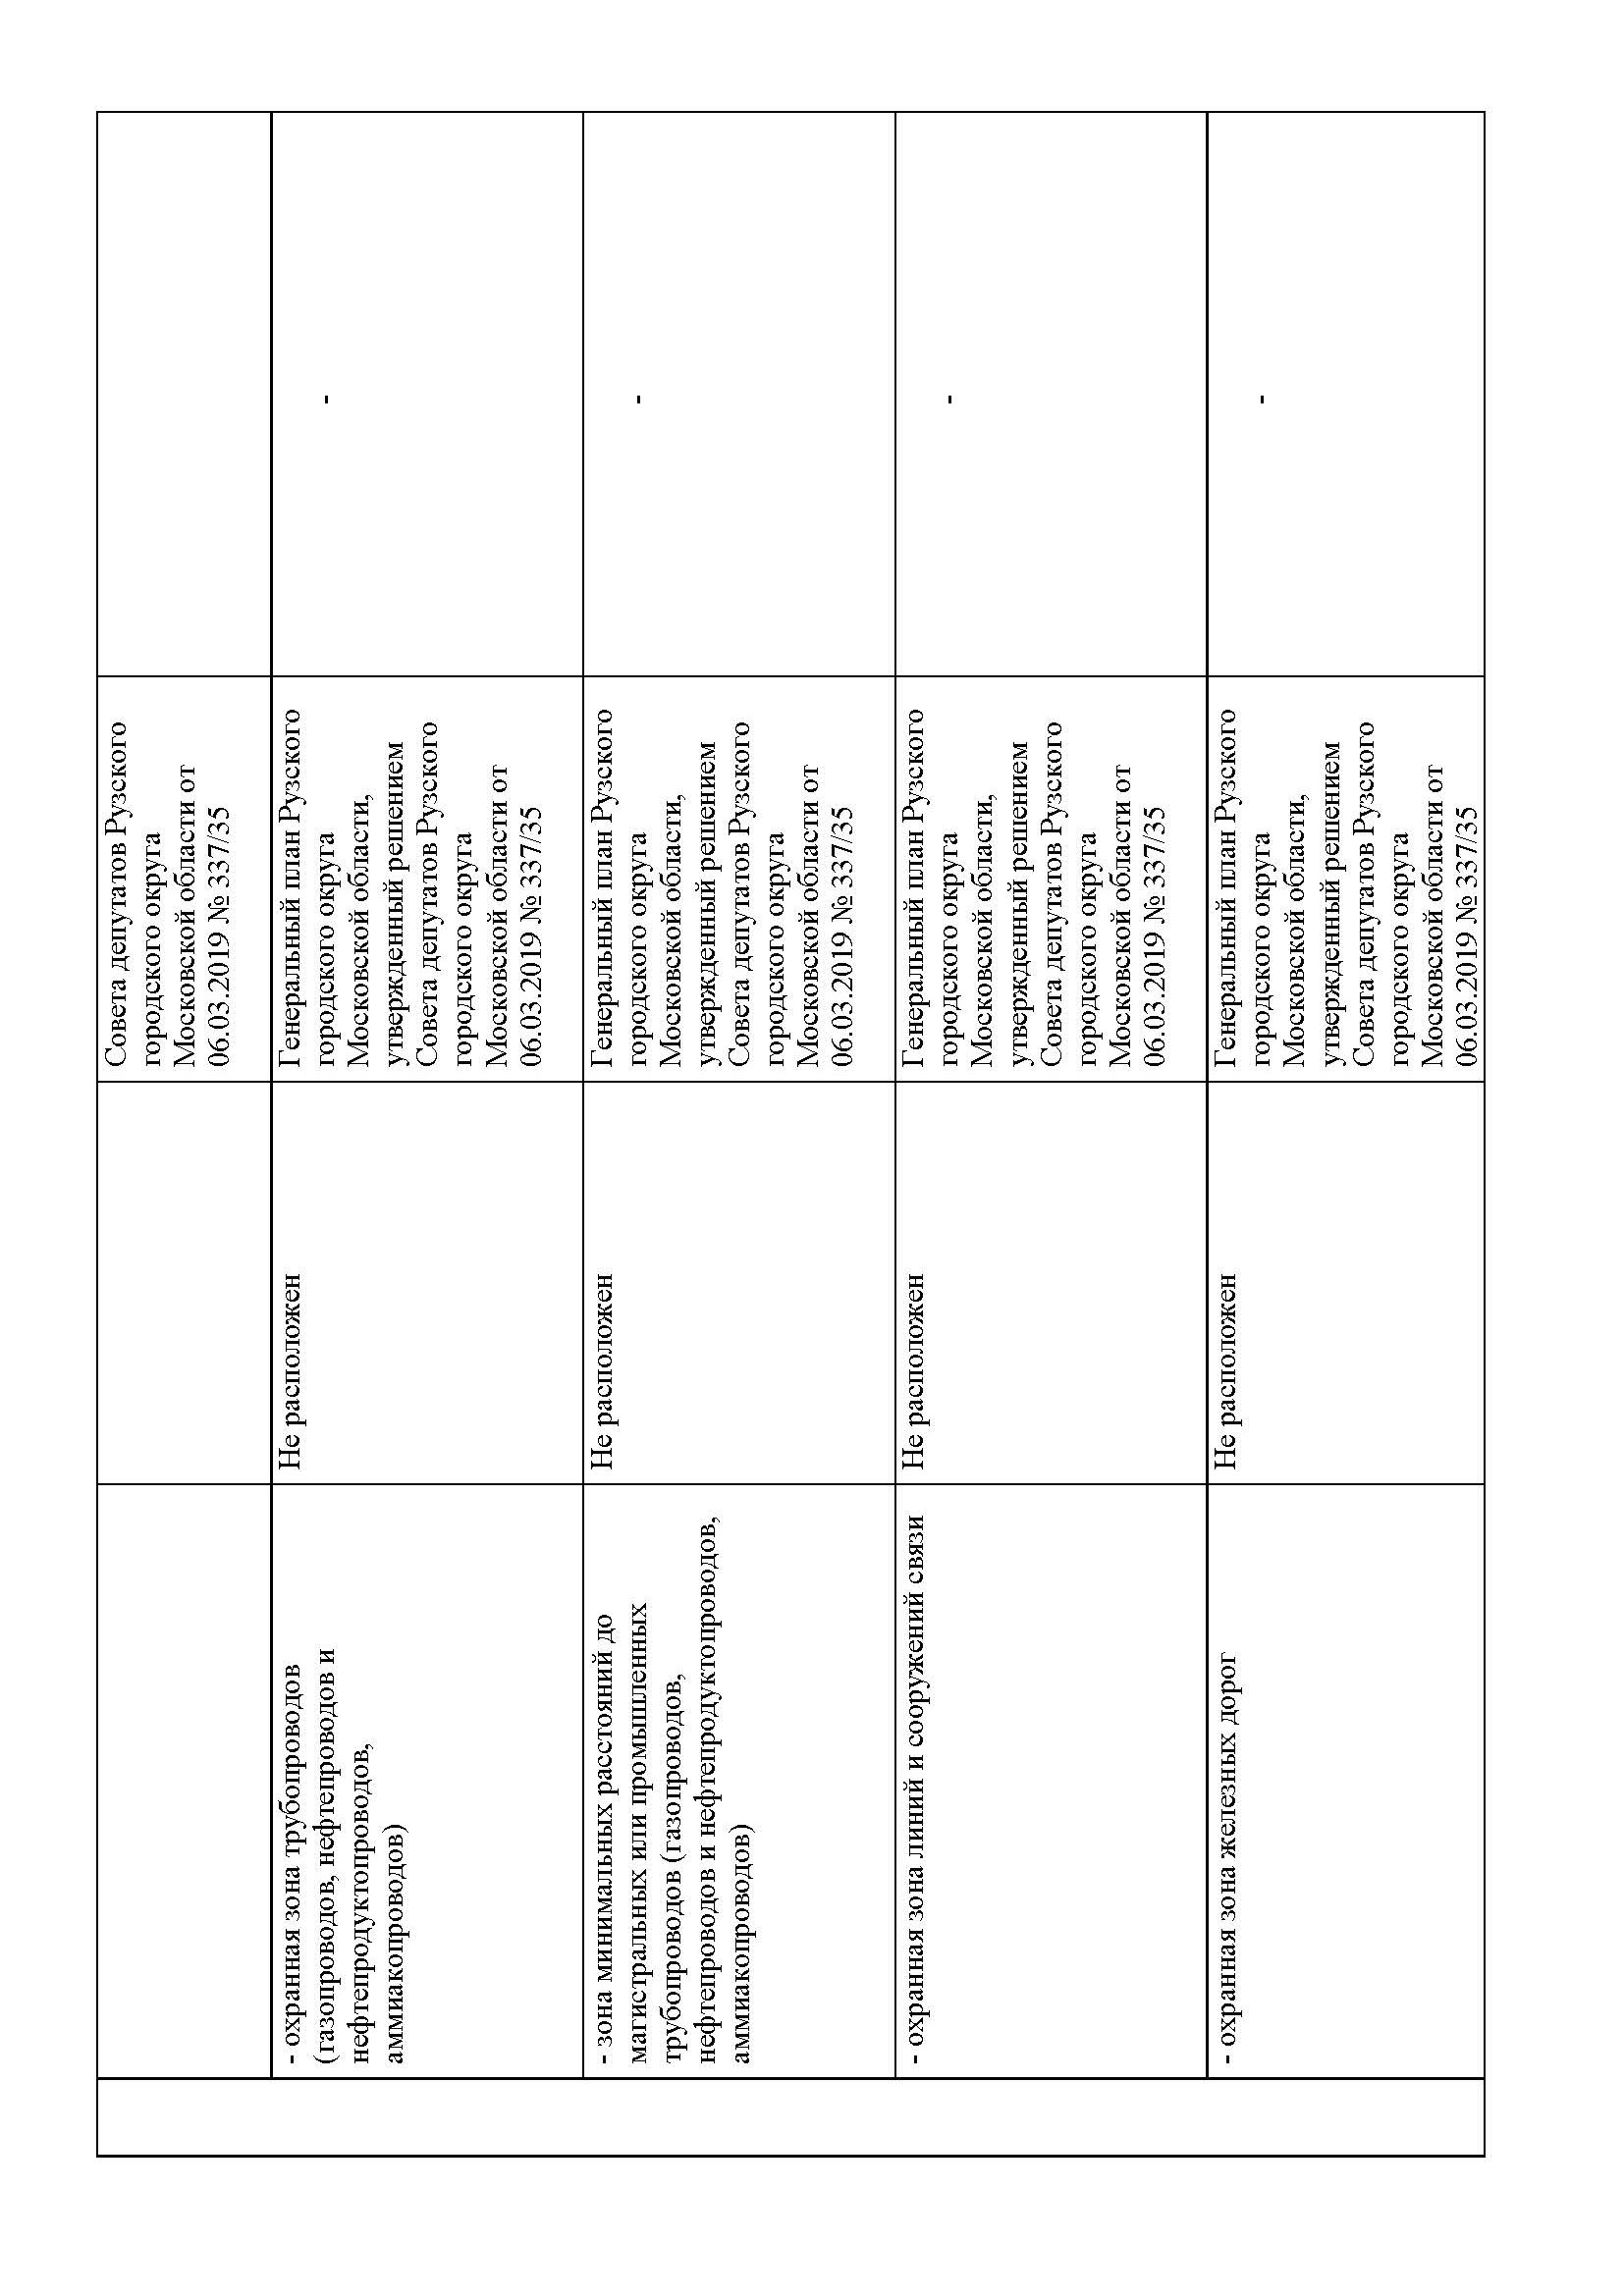 Совета депутатов Рузского
городского округа
Московской области от
06.03.2019 № 337/35
- охранная зона трубопроводов
(газопроводов, нефтепроводов и
нефтепродуктопроводов,
аммиакопроводов)
Не расположен
Генеральный план Рузского
городского округа
Московской области,
утвержденный решением
Совета депутатов Рузского
городского округа
Московской области от
06.03.2019 № 337/35
-
- зона минимальных расстояний до
магистральных или промышленных
трубопроводов (газопроводов,
нефтепроводов и нефтепродуктопроводов,
аммиакопроводов)
Не расположен
Генеральный план Рузского
городского округа
Московской области,
утвержденный решением
Совета депутатов Рузского
городского округа
Московской области от
06.03.2019 № 337/35
-
- охранная зона линий и сооружений связи
Не расположен
Генеральный план Рузского
городского округа
Московской области,
утвержденный решением
Совета депутатов Рузского
городского округа
Московской области от
06.03.2019 № 337/35
-
- охранная зона железных дорог
Не расположен
Генеральный план Рузского
городского округа
Московской области,
утвержденный решением
Совета депутатов Рузского
городского округа
Московской области от
06.03.2019 № 337/35
-